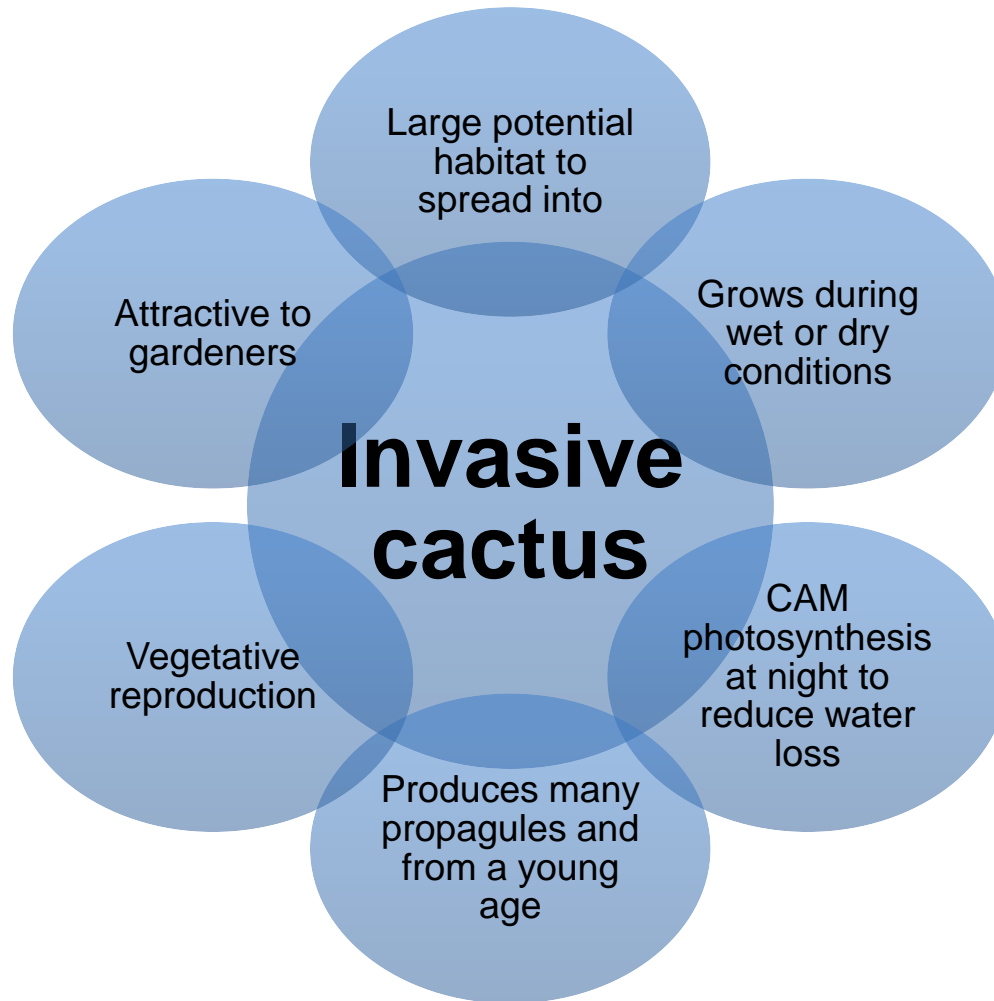 Large potential
habitat to
spread into
Attractive to
gardeners
Grows during
wet or dry
conditions
Invasive
cactus
Vegetative
reproduction
CAM
photosynthesis
at night to
reduce water
loss
Produces many
propagules and
from a young
age